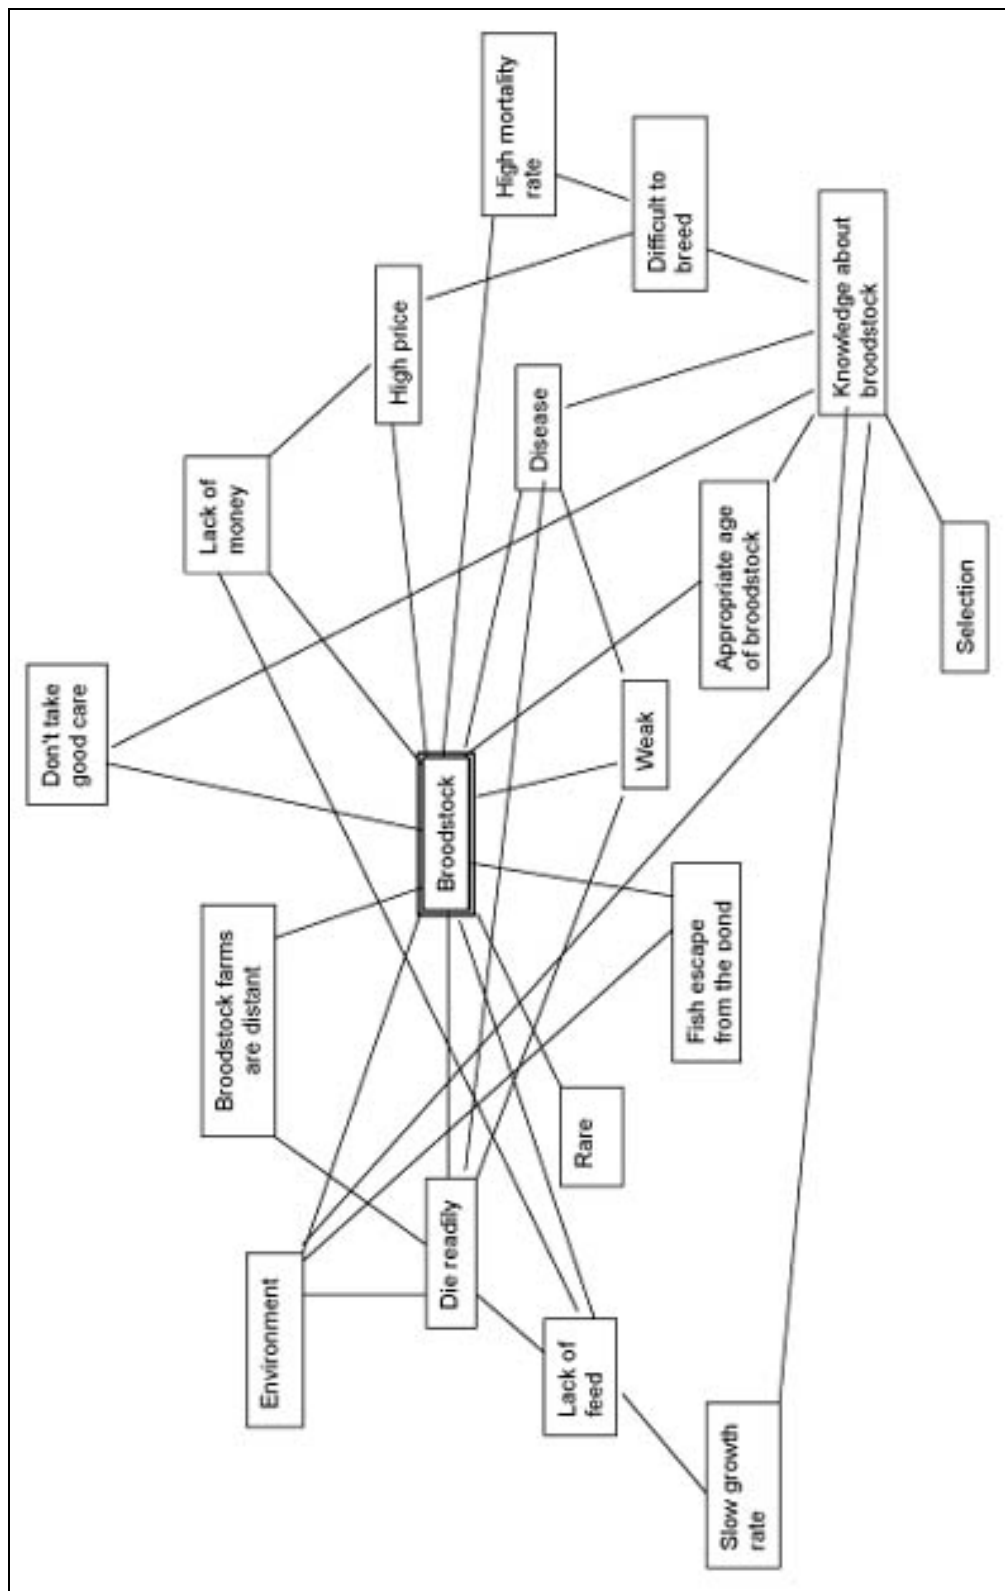 Don't take
good care
Broodstock farms
are distant
Lack of
money
Environment
High price
High mortality
rate
Die readily
Broodstock
Disease
Lack of
feed
Rare
Weak
Difficult to
breed
Fish escape
from the pond
Appropriate age
of broodstock
Slow growth
rate
Knowledge about
broodstock
Selection